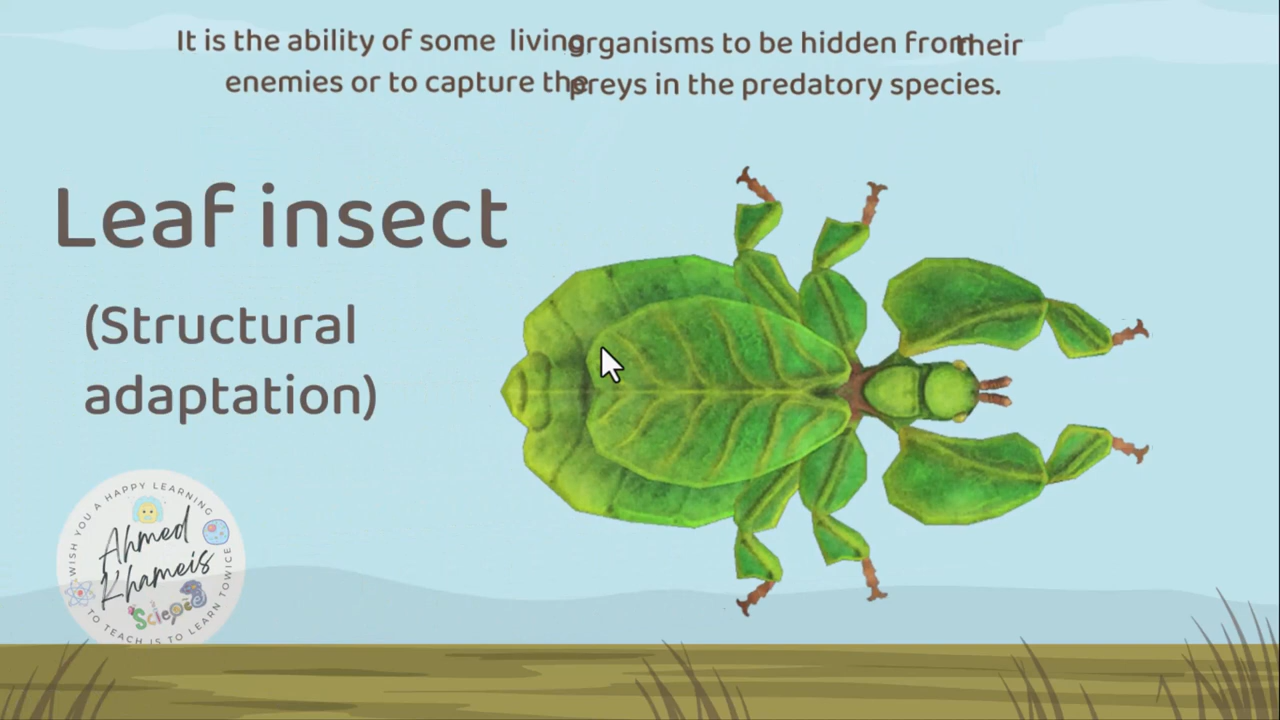 It is the ability of some living organisms to be hidden from their
enemies or to capture the preys in the predatory species.
Leaf insect
(Structural
adaptation)
WISH YOU A HAPPY LEARNING
Ahmed
Khameis
Science
TO TEACH IS TO LEARN TOWICE